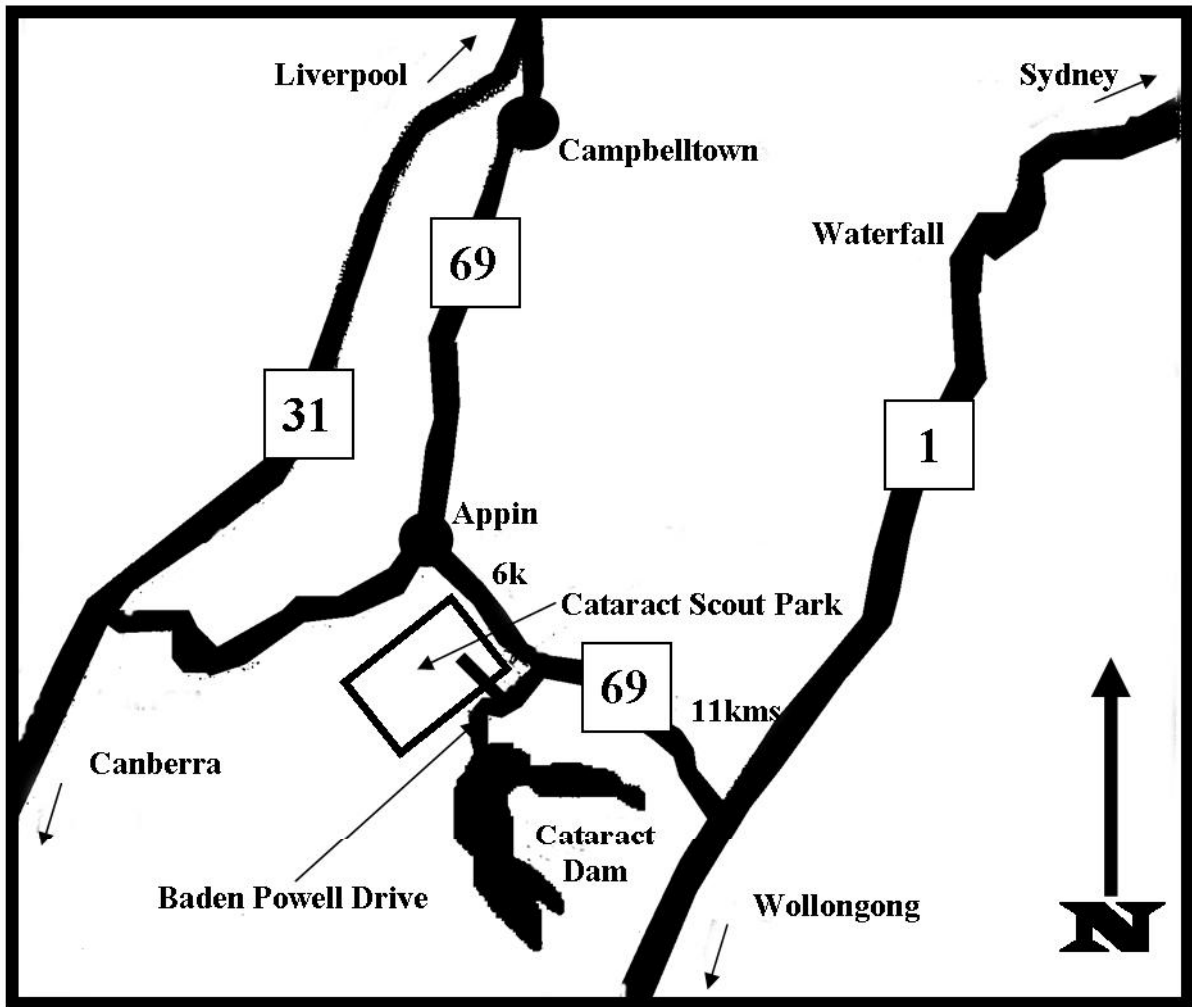 Liverpool
Sydney
Campbelltown
Waterfall
69
31
1
Appin
6k
Cataract Scout Park
69
11kms
Canberra
Cataract
Dam
Baden Powell Drive
Wollongong
N